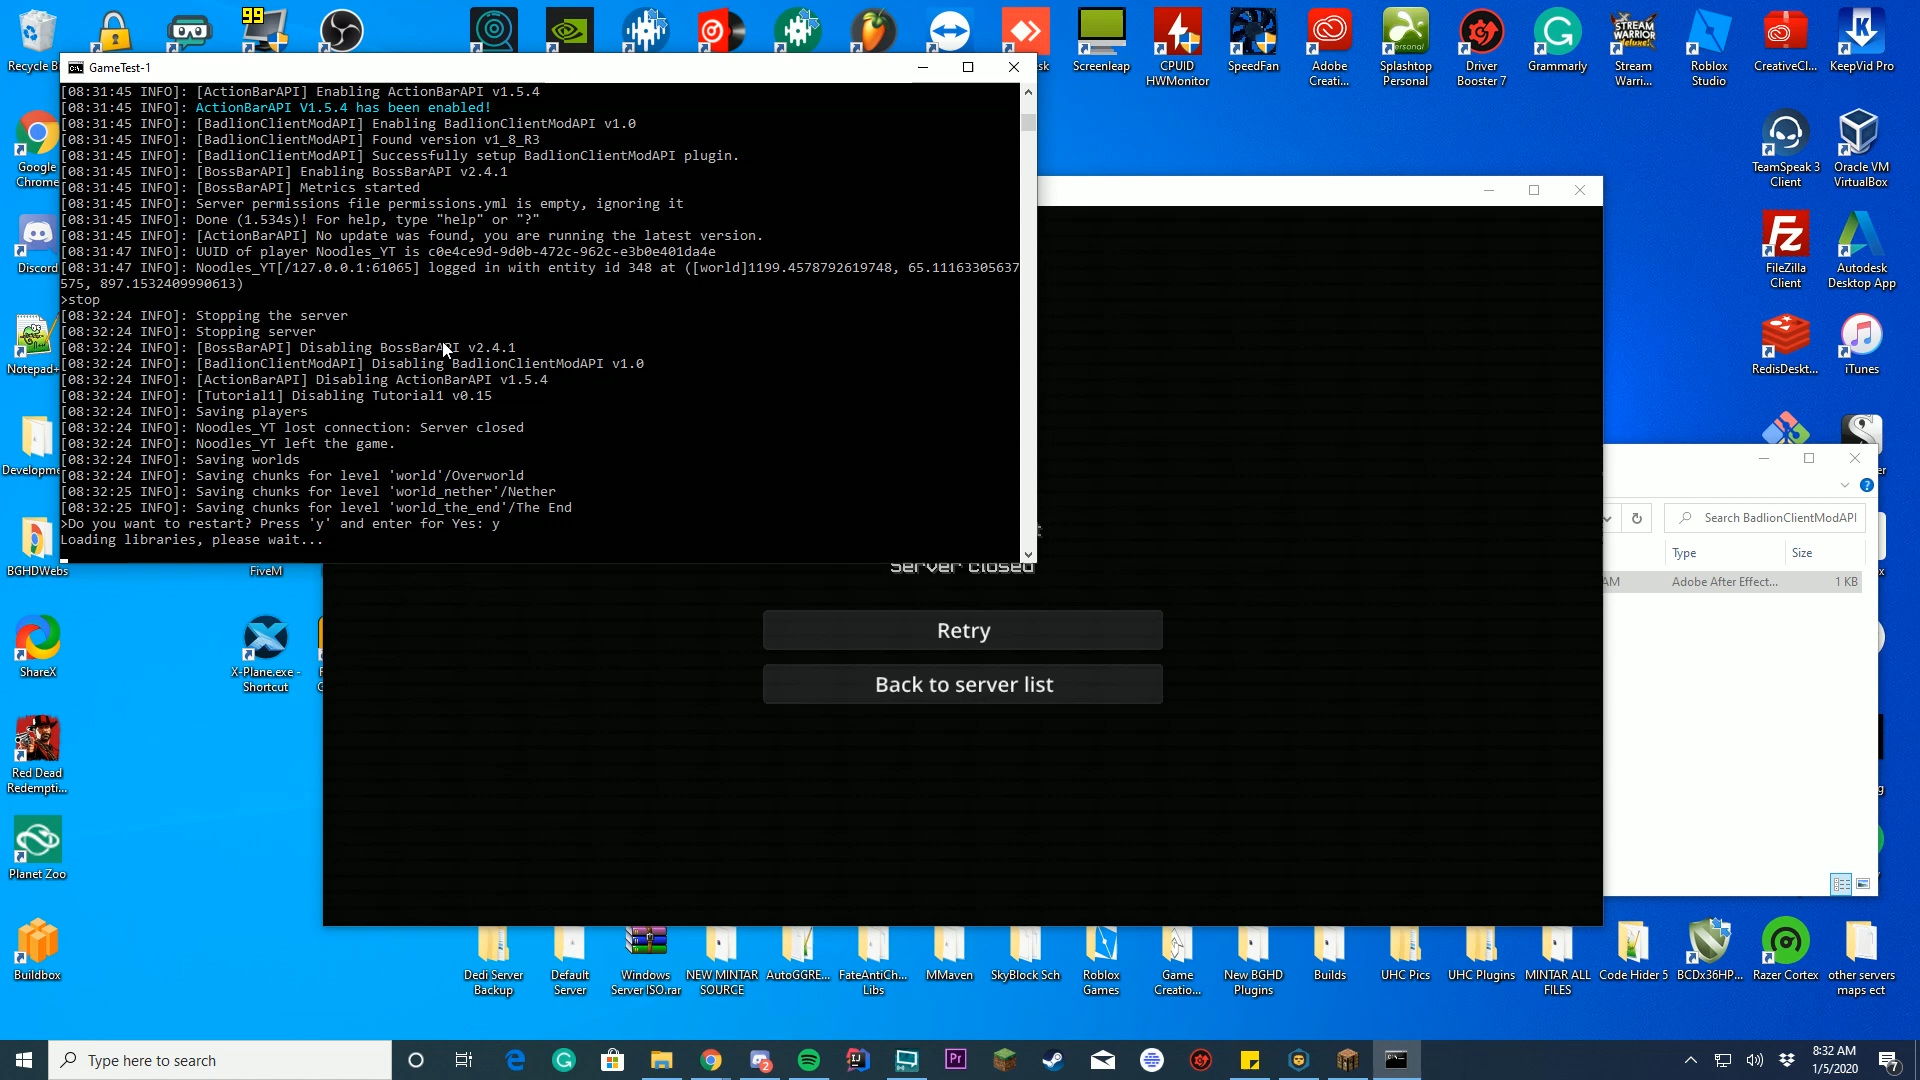 99
Recycle B
sk
Screenleap
CPUID
HWMonitor
SpeedFan
Adobe
Creati...
Splashtop
Personal
Driver
Booster 7
Grammarly
Stream
Warri...
Roblox
Studio
CreativeCl...
KeepVid Pro
GameTest-1
[08:31:45 INFO]: [ActionBarAPI] Enabling ActionBarAPI v1.5.4
[08:31:45 INFO]: ActionBarAPI V1.5.4 has been enabled!
[08:31:45 INFO]: [BadlionClientModAPI] Enabling BadlionClientModAPI v1.0
[08:31:45 INFO]: [BadlionClientModAPI] Found version v1_8_R3
[08:31:45 INFO]: [BadlionClientModAPI] Successfully setup BadlionClientModAPI plugin.
[08:31:45 INFO]: [BossBarAPI] Enabling BossBarAPI v2.4.1
[08:31:45 INFO]: [BossBarAPI] Metrics started
[08:31:45 INFO]: Server permissions file permissions.yml is empty, ignoring it
[08:31:45 INFO]: Done (1.534s)! For help, type "help" or "?"
[08:31:45 INFO]: [ActionBarAPI] No update was found, you are running the latest version.
[08:31:47 INFO]: UUID of player Noodles_YT is c0e4ce9d-9d0b-472c-962c-e3b0e401da4e
[08:31:47 INFO]: Noodles_YT[/127.0.0.1:61065] logged in with entity id 348 at ([world]1199.4578792619748, 65.11163305637
575, 897.1532409990613)
>stop
[08:32:24 INFO]: Stopping the server
[08:32:24 INFO]: Stopping server
[08:32:24 INFO]: [BossBarAPI] Disabling BossBarAPI v2.4.1
[08:32:24 INFO]: [BadlionClientModAPI] Disabling BadlionClientModAPI v1.0
[08:32:24 INFO]: [ActionBarAPI] Disabling ActionBarAPI v1.5.4
[08:32:24 INFO]: [Tutorial1] Disabling Tutorial1 v0.15
[08:32:24 INFO]: Saving players
[08:32:24 INFO]: Noodles_YT lost connection: Server closed
[08:32:24 INFO]: Noodles_YT left the game.
[08:32:24 INFO]: Saving worlds
[08:32:24 INFO]: Saving chunks for level 'world'/Overworld
[08:32:25 INFO]: Saving chunks for level 'world_nether'/Nether
[08:32:25 INFO]: Saving chunks for level 'world_the_end'/The End
>Do you want to restart? Press 'y' and enter for Yes: y
Loading libraries, please wait...
Google
Chrome
Discord
Notepad+
Developme
BGHDWebs
FiveM
ShareX
X-Plane.exe -
Shortcut
Red Dead
Redempti...
Planet Zoo
Buildbox
TeamSpeak 3
Client
Oracle VM
VirtualBox
FileZilla
Client
Autodesk
Desktop App
RedisDeskt...
iTunes
Server closed
Retry
Back to server list
Search BadlionClientModAPI
Type
Size
AM
Adobe After Effect...
1 KB
Dedi Server
Backup
Default
Server
Windows
Server ISO.rar
NEW MINTAR
SOURCE
AutoGGRE...
FateAntiCh...
Libs
MMaven
SkyBlock Sch
Roblox
Games
Game
Creatio...
New BGHD
Plugins
Builds
UHC Pics
UHC Plugins
MINTAR ALL
FILES
Code Hider 5
BCDx36HP...
Razer Cortex
other servers
maps ect
Type here to search
8:32 AM
1/5/2020